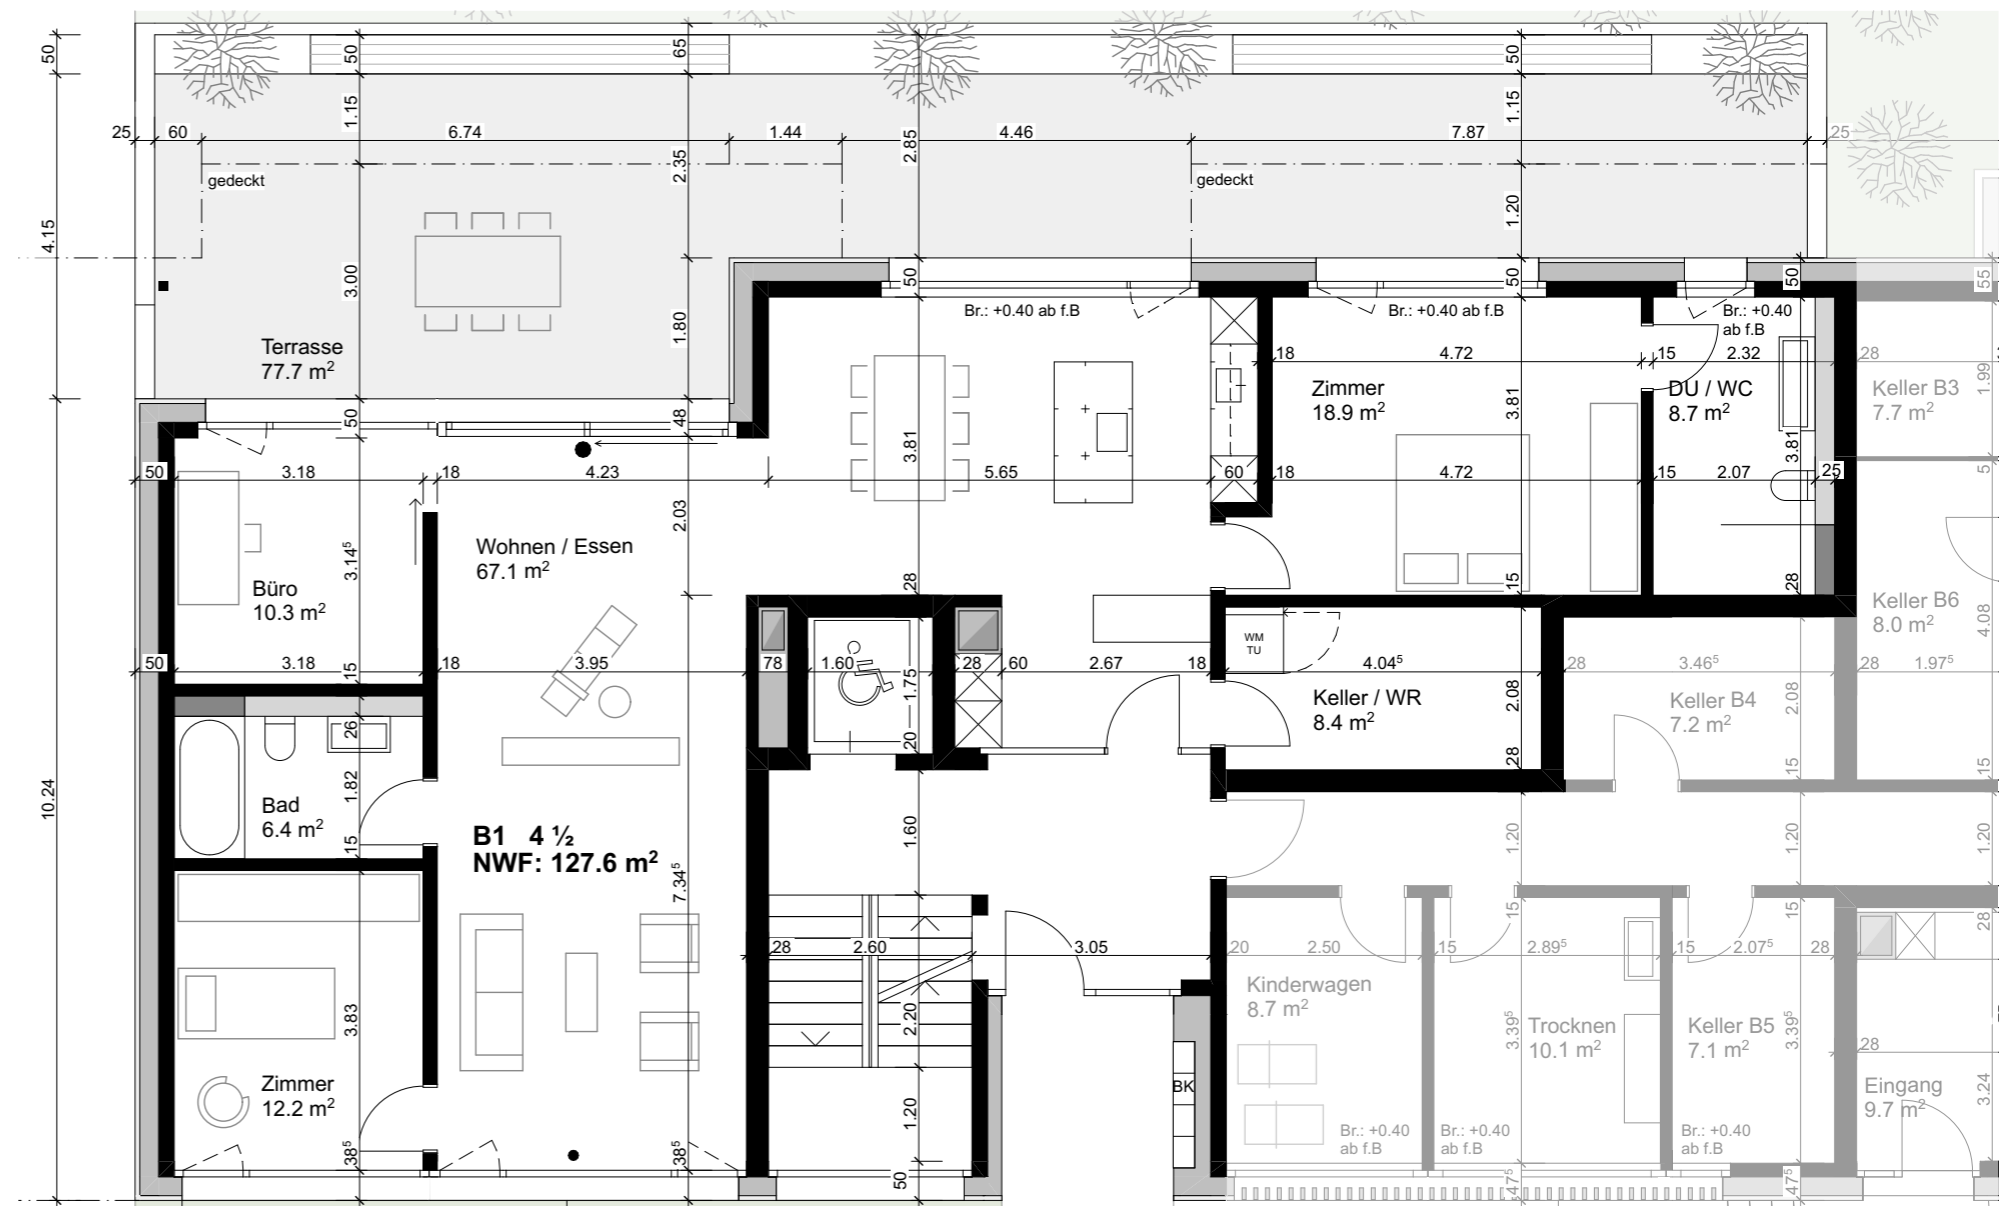 50
50
65
50
1.15
1.15
25
60
6.74
1.44
2.85
4.46
7.87
25
2.35
gedeckt
gedeckt
1.20
4.15
3.00
50
50
50
55
Br.: +0.40 ab f.B
Br.: +0.40 ab f.B
Br.: +0.40
ab f.B
1.80
Terrasse
77.7 m²
18
4.72
15
2.32
28
1.99
Zimmer
18.9 m²
DU / WC
8.7 m²
Keller B3
7.7 m²
50
48
3.81
3.81
3.81
50
3.18
18
4.23
5.65
60
18
4.72
15
2.07
25
5
2.03
3.14⁵
Wohnen / Essen
67.1 m²
Büro
10.3 m²
28
15
28
Keller B6
8.0 m²
4.08
WM
TU
50
3.18
15
18
3.95
78
1.60
28
60
2.67
18
4.04⁵
28
3.46⁵
28
1.97⁵
1.75
20
Keller / WR
8.4 m²
2.08
28
Keller B4
7.2 m²
2.08
15
15
26
1.82
15
Bad
6.4 m²
10.24
B1 4 ½
NWF: 127.6 m²
1.60
1.20
1.20
1.20
7.34⁵
15
15
28
28
2.60
3.05
20
2.50
15
2.89⁵
15
2.07⁵
28
Kinderwagen
8.7 m²
3.83
2.20
3.39⁵
Trocknen
10.1 m²
Keller B5
7.1 m²
3.39⁵
28
Zimmer
12.2 m²
BK
Eingang
9.7 m²
3.24
1.20
38⁵
38⁵
Br.: +0.40
ab f.B
Br.: +0.40
ab f.B
Br.: +0.40
ab f.B
50
47⁵
47⁵